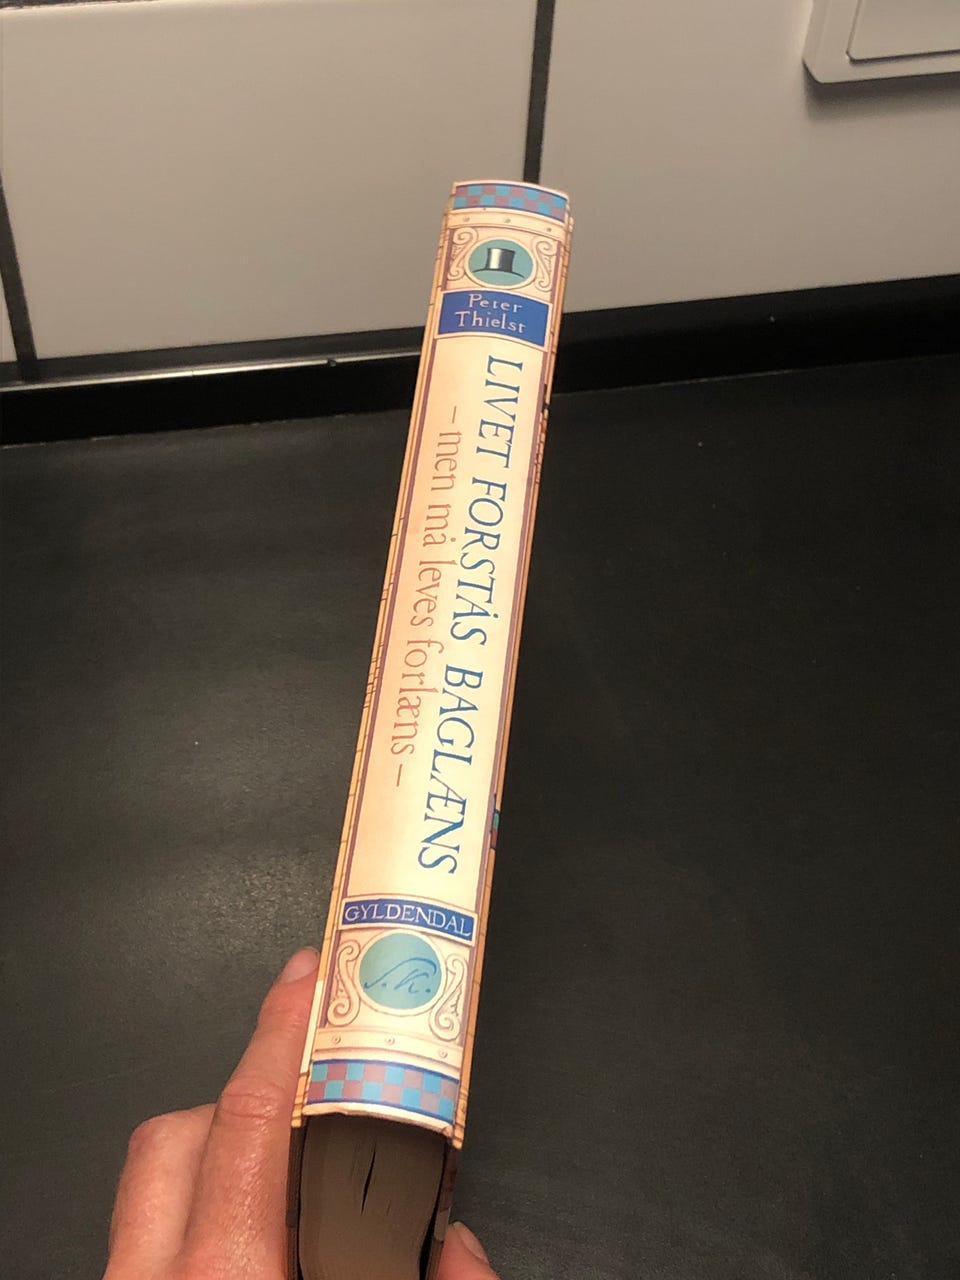 Peter
Thielst
LIVET FORSTÅS BAGLÆNS
– men må leves forlæns –
GYLDENDAL
S.K.